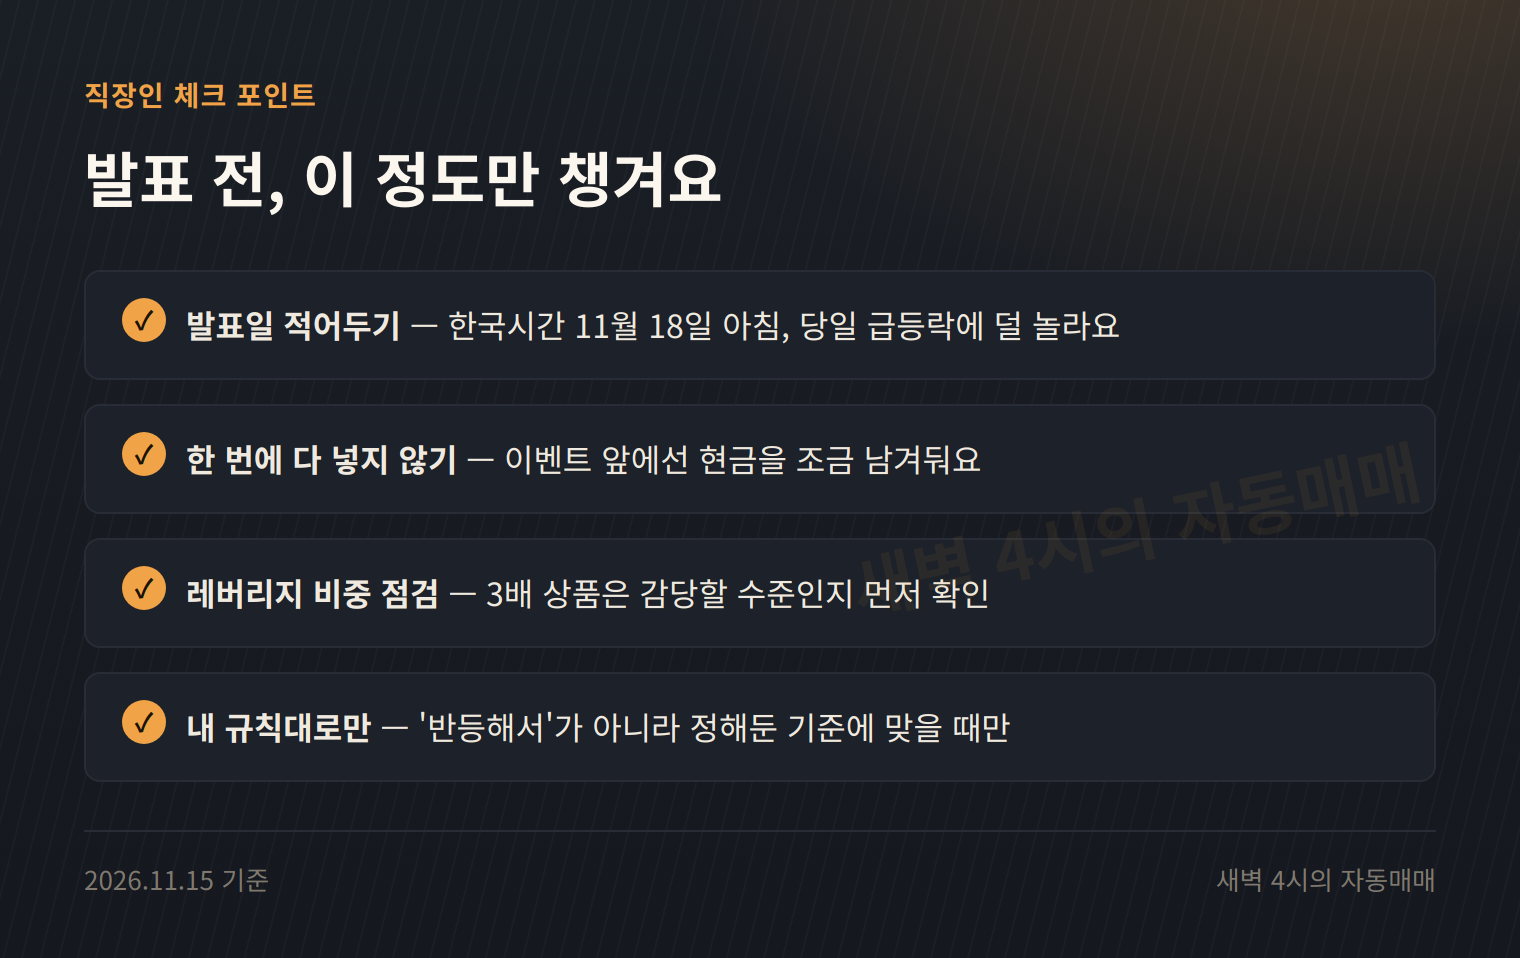 직장인 체크 포인트
발표 전, 이 정도만 챙겨요
✓ 발표일 적어두기 — 한국시간 11월 18일 아침, 당일 급등락에 덜 놀라요
✓ 한 번에 다 넣지 않기 — 이벤트 앞에선 현금을 조금 남겨둬요
✓ 레버리지 비중 점검 — 3배 상품은 감당할 수준인지 먼저 확인
✓ 내 규칙대로만 — '반등해서'가 아니라 정해둔 기준에 맞을 때만
새벽 4시의 자동매매
2026.11.15 기준
새벽 4시의 자동매매